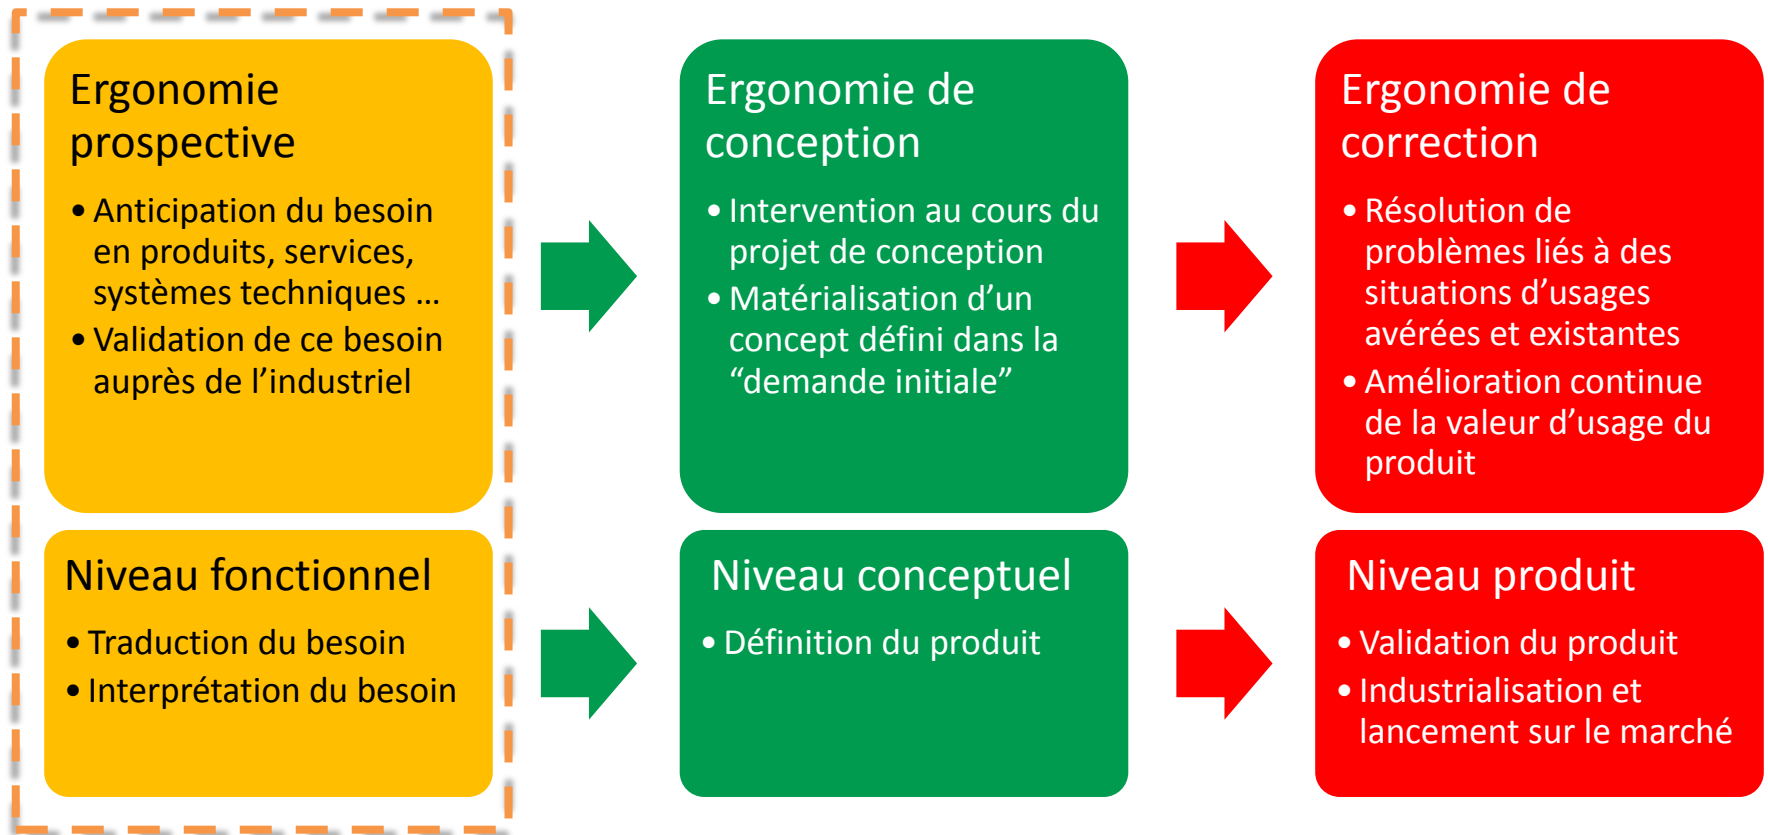 Ergonomie
prospective
• Anticipation du besoin
en produits, services,
systèmes techniques ...
• Validation de ce besoin
auprès de l’industriel
Ergonomie de
conception
• Intervention au cours du
projet de conception
• Matérialisation d’un
concept défini dans la
“demande initiale”
Ergonomie de
correction
• Résolution de
problèmes liés à des
situations d’usages
avérées et existantes
• Amélioration continue
de la valeur d’usage du
produit
Niveau fonctionnel
• Traduction du besoin
• Interprétation du besoin
Niveau conceptuel
• Définition du produit
Niveau produit
• Validation du produit
• Industrialisation et
lancement sur le marché